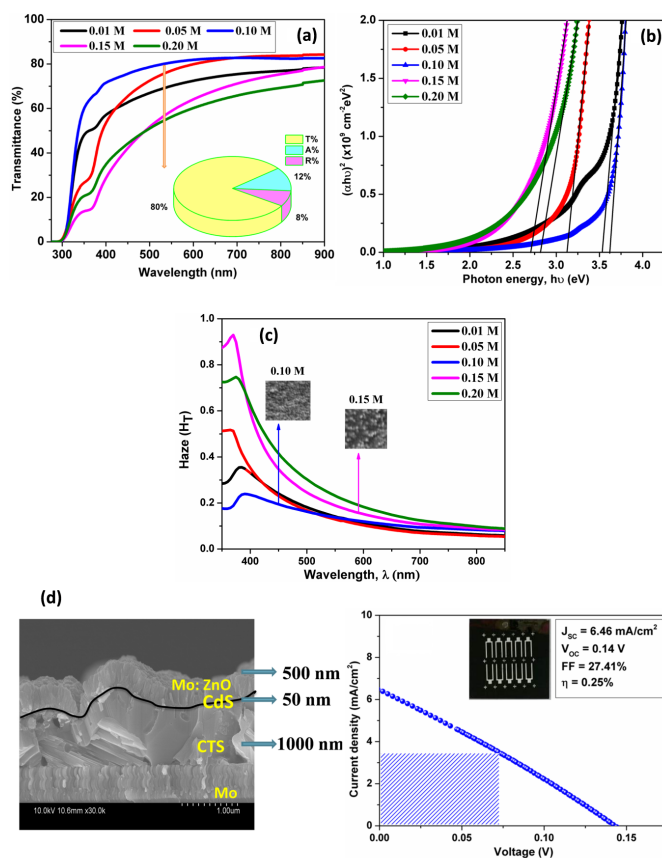 (a)
0.01 M 0.05 M 0.10 M
0.15 M 0.20 M
Transmittance (%)
100
80
60
40
20
0
T%
A%
R%
80%
12%
8%
300 400 500 600 700 800 900
Wavelength (nm)
(b)
0.01 M
0.05 M
0.10 M
0.15 M
0.20 M
(αhυ)² (x10⁹ cm⁻²eV²)
2.0
1.5
1.0
0.5
0.0
1.0 1.5 2.0 2.5 3.0 3.5 4.0
Photon energy, hυ (eV)
(c)
0.01 M
0.05 M
0.10 M
0.15 M
0.20 M
0.10 M
0.15 M
Haze (H_T)
1.0
0.8
0.6
0.4
0.2
0.0
400 500 600 700 800
Wavelength, λ (nm)
(d)
Mo: ZnO
CdS
CTS
Mo
500 nm
50 nm
1000 nm
10.0kV 10.6mm x30.0k
1.00um
J_SC = 6.46 mA/cm²
V_OC = 0.14 V
FF = 27.41%
η = 0.25%
Current density (mA/cm²)
10
8
6
4
2
0
0.00 0.05 0.10 0.15
Voltage (V)